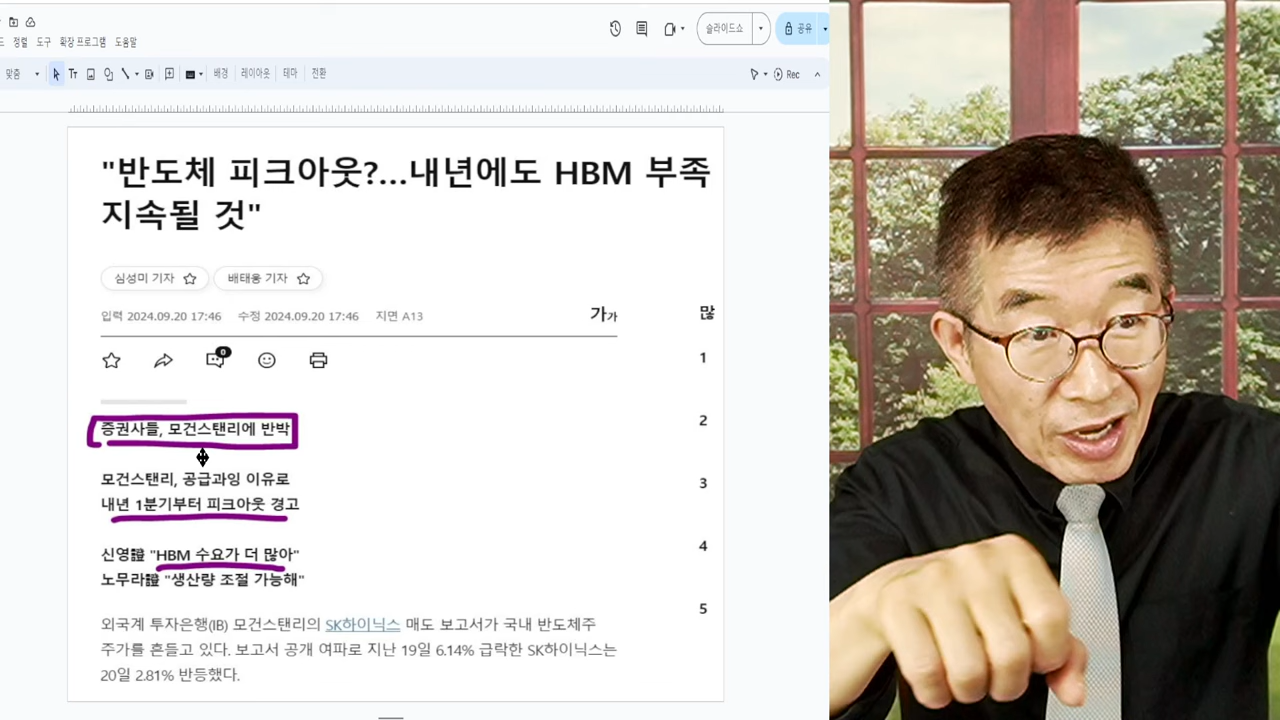 정렬 도구 확장 프로그램 도움말
슬라이드쇼
공유
맞춤
배경 레이아웃 테마 전환
Rec
"반도체 피크아웃?...내년에도 HBM 부족
지속될 것"
심성미 기자 배태웅 기자
입력 2024.09.20 17:46 수정 2024.09.20 17:46 지면 A13
가가
많
0
1
2
3
4
5
증권사들, 모건스탠리에 반박
모건스탠리, 공급과잉 이유로
내년 1분기부터 피크아웃 경고
신영證 "HBM 수요가 더 많아"
노무라證 "생산량 조절 가능해"
외국계 투자은행(IB) 모건스탠리의 SK하이닉스 매도 보고서가 국내 반도체주
주가를 흔들고 있다. 보고서 공개 여파로 지난 19일 6.14% 급락한 SK하이닉스는
20일 2.81% 반등했다.